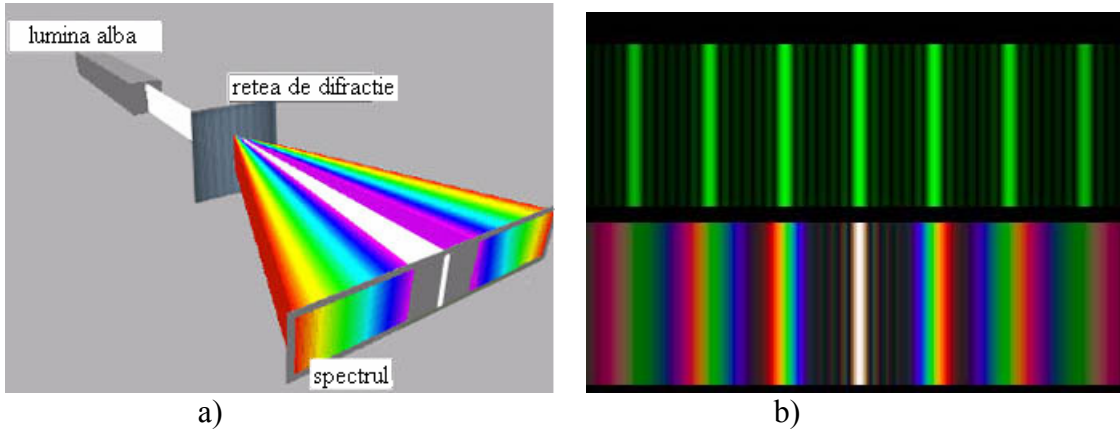 lumina alba
retea de difractie
spectrul
a)
b)